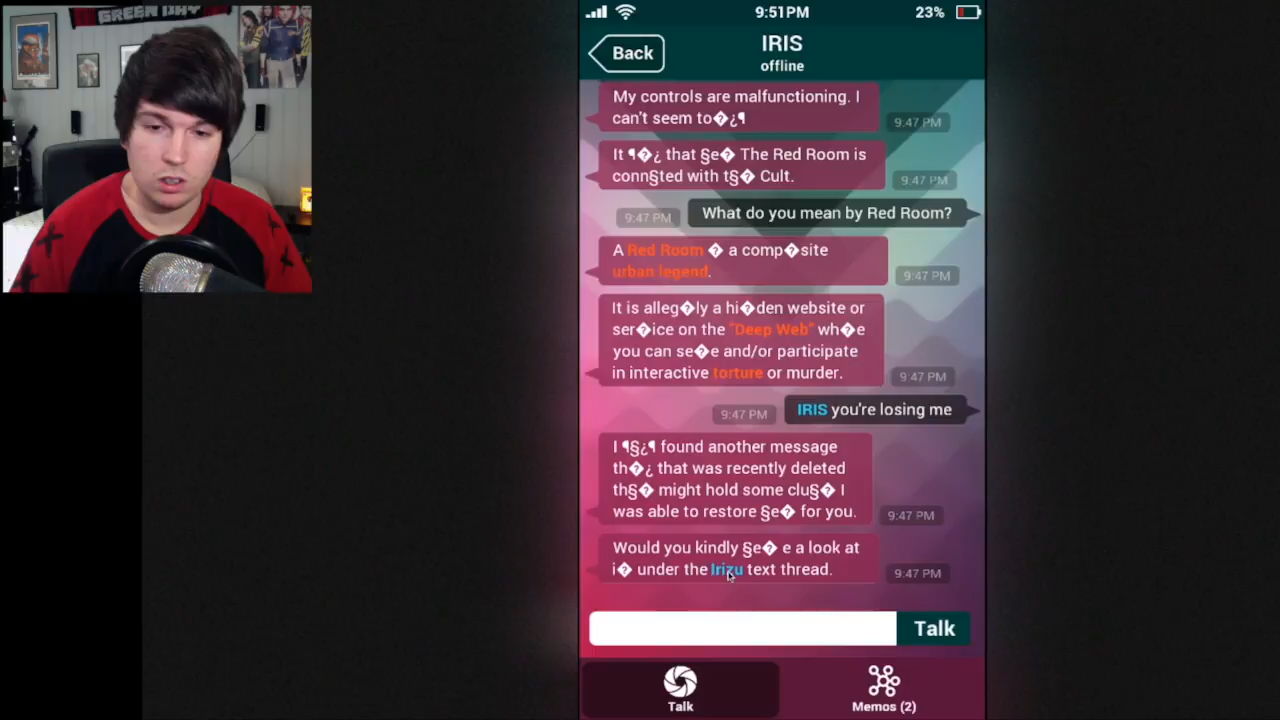 GREEN DAY
9:51PM
23%
Back
IRIS
offline
My controls are malfunctioning. I
can't seem to�¿¶
9:47 PM
It ¶�¿ that §e� The Red Room is
conn§ted with t§� Cult.
9:47 PM
9:47 PM
What do you mean by Red Room?
A Red Room � a comp�site
urban legend.
9:47 PM
It is alleg�ly a hi�den website or
ser�ice on the "Deep Web" wh�e
you can se�e and/or participate
in interactive torture or murder.
9:47 PM
9:47 PM
IRIS you're losing me
I ¶§¿¶ found another message
th�¿ that was recently deleted
th§� might hold some clu§� I
was able to restore §e� for you.
9:47 PM
Would you kindly §e� e a look at
i� under the Irizu text thread.
9:47 PM
Talk
Talk
Memos (2)